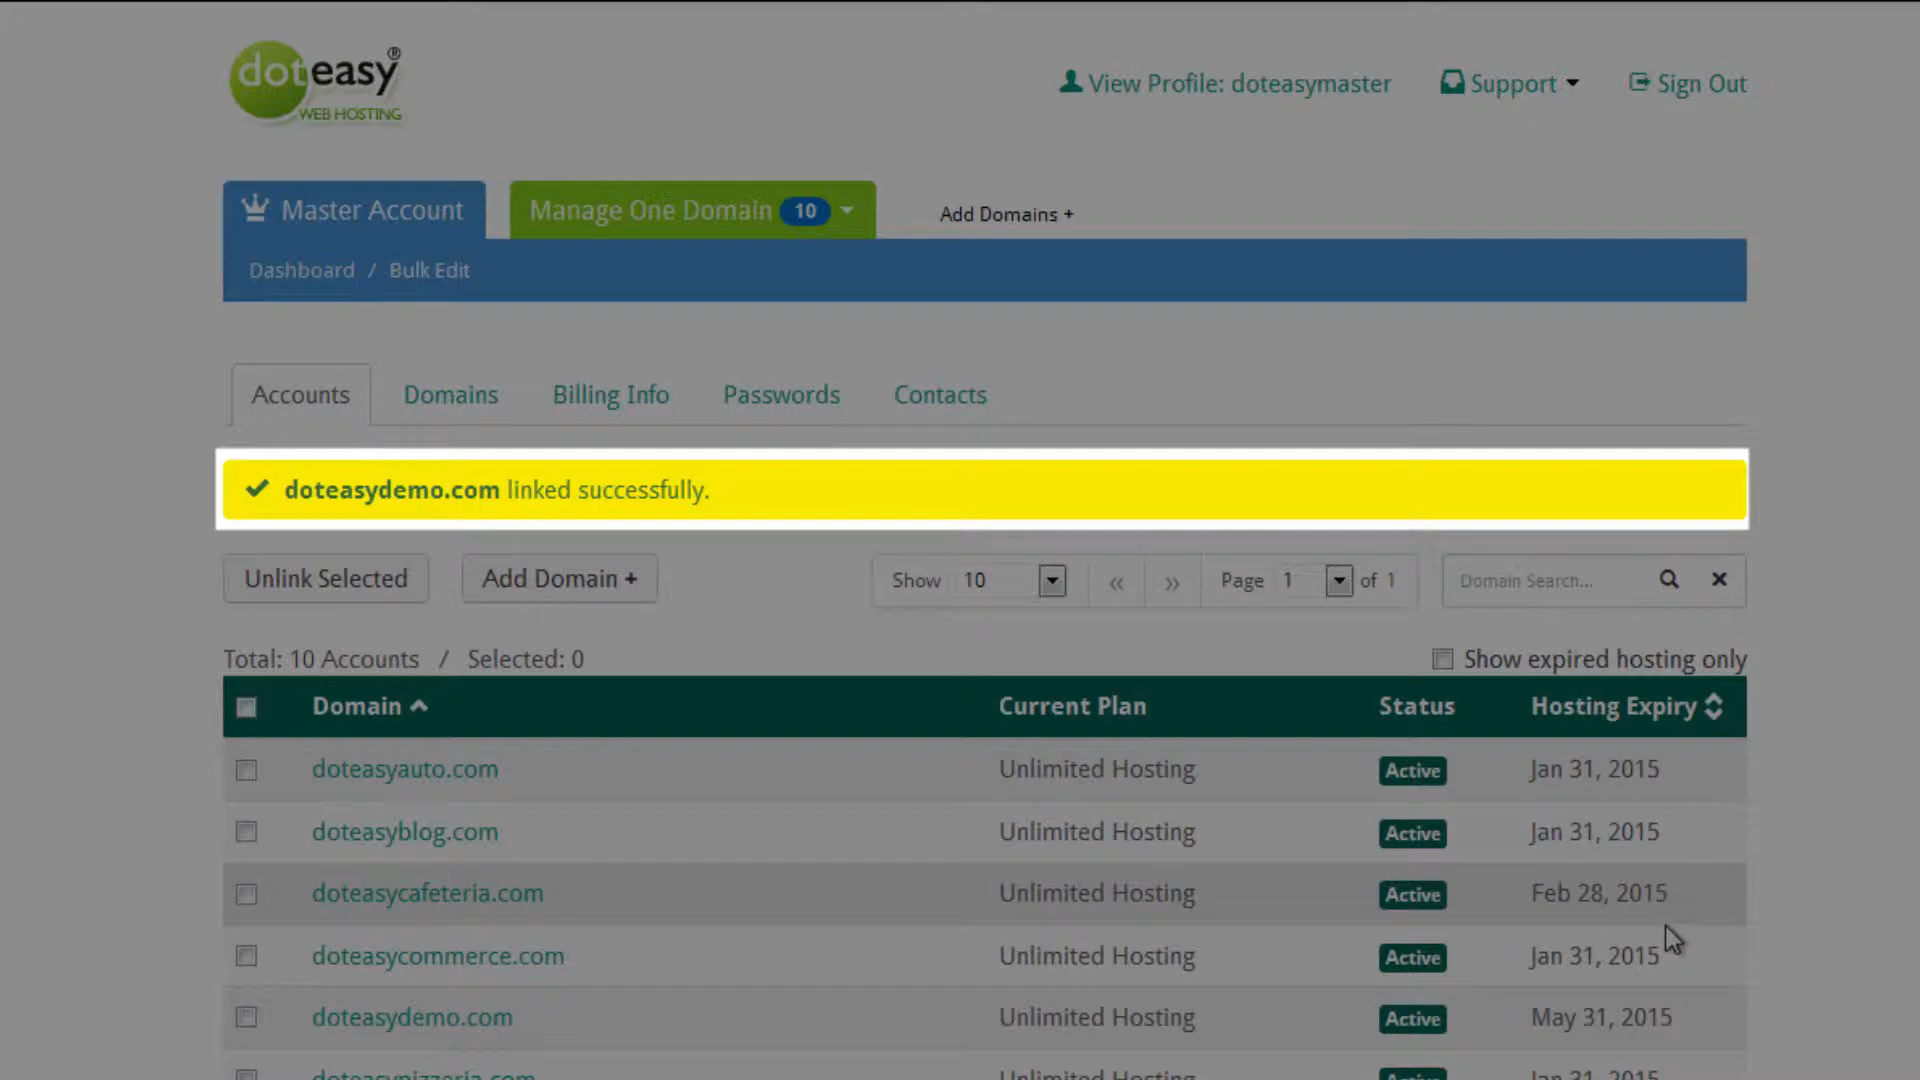 doteasy®
WEB HOSTING
View Profile: doteasymaster
Support
Sign Out
Master Account
Manage One Domain 10
Add Domains +
Dashboard / Bulk Edit
Accounts
Domains
Billing Info
Passwords
Contacts
doteasydemo.com linked successfully.
Unlink Selected
Add Domain +
Show 10
«
»
Page 1 of 1
Domain Search...
Total: 10 Accounts / Selected: 0
Show expired hosting only
Domain Current Plan Status Hosting Expiry
doteasyauto.com Unlimited Hosting Active Jan 31, 2015
doteasyblog.com Unlimited Hosting Active Jan 31, 2015
doteasycafeteria.com Unlimited Hosting Active Feb 28, 2015
doteasycommerce.com Unlimited Hosting Active Jan 31, 2015
doteasydemo.com Unlimited Hosting Active May 31, 2015
doteasypizzeria.com Unlimited Hosting Active Jan 31, 2015